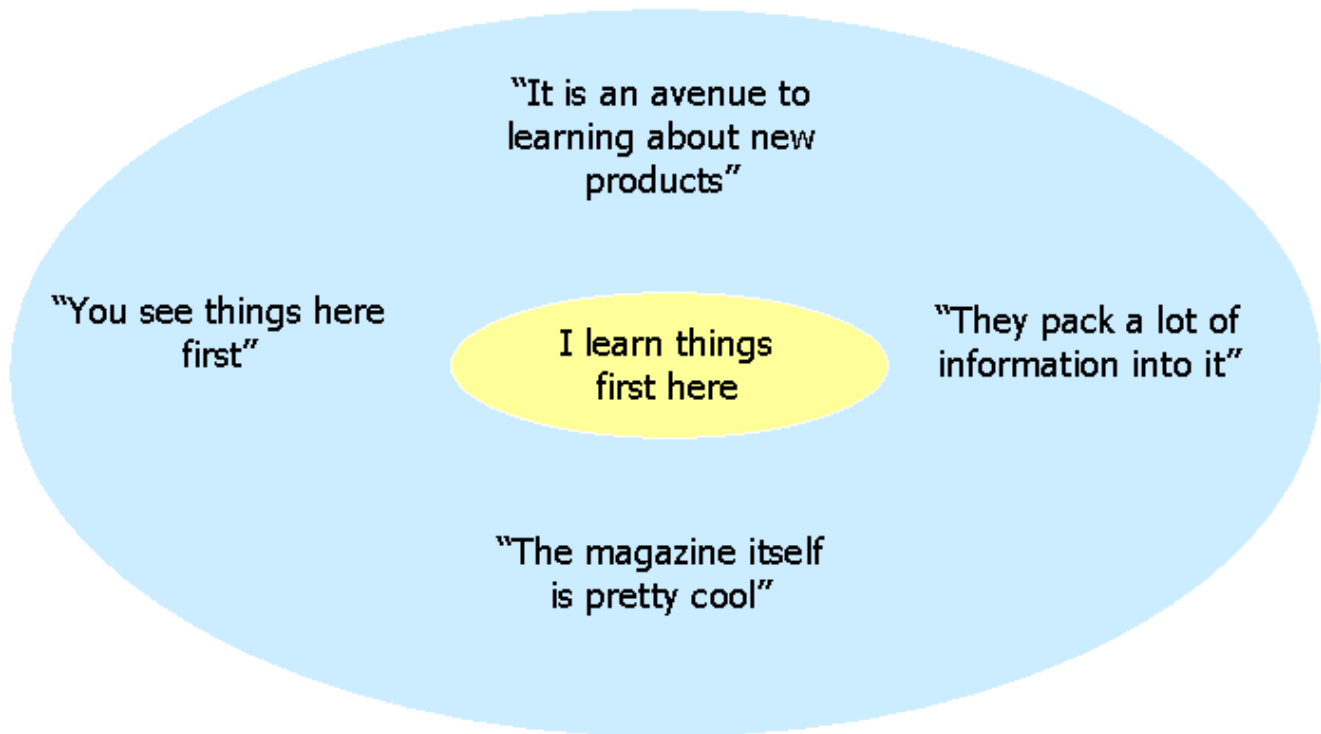 “It is an avenue to
learning about new
products”
“You see things here
first”
I learn things
first here
“They pack a lot of
information into it”
“The magazine itself
is pretty cool”